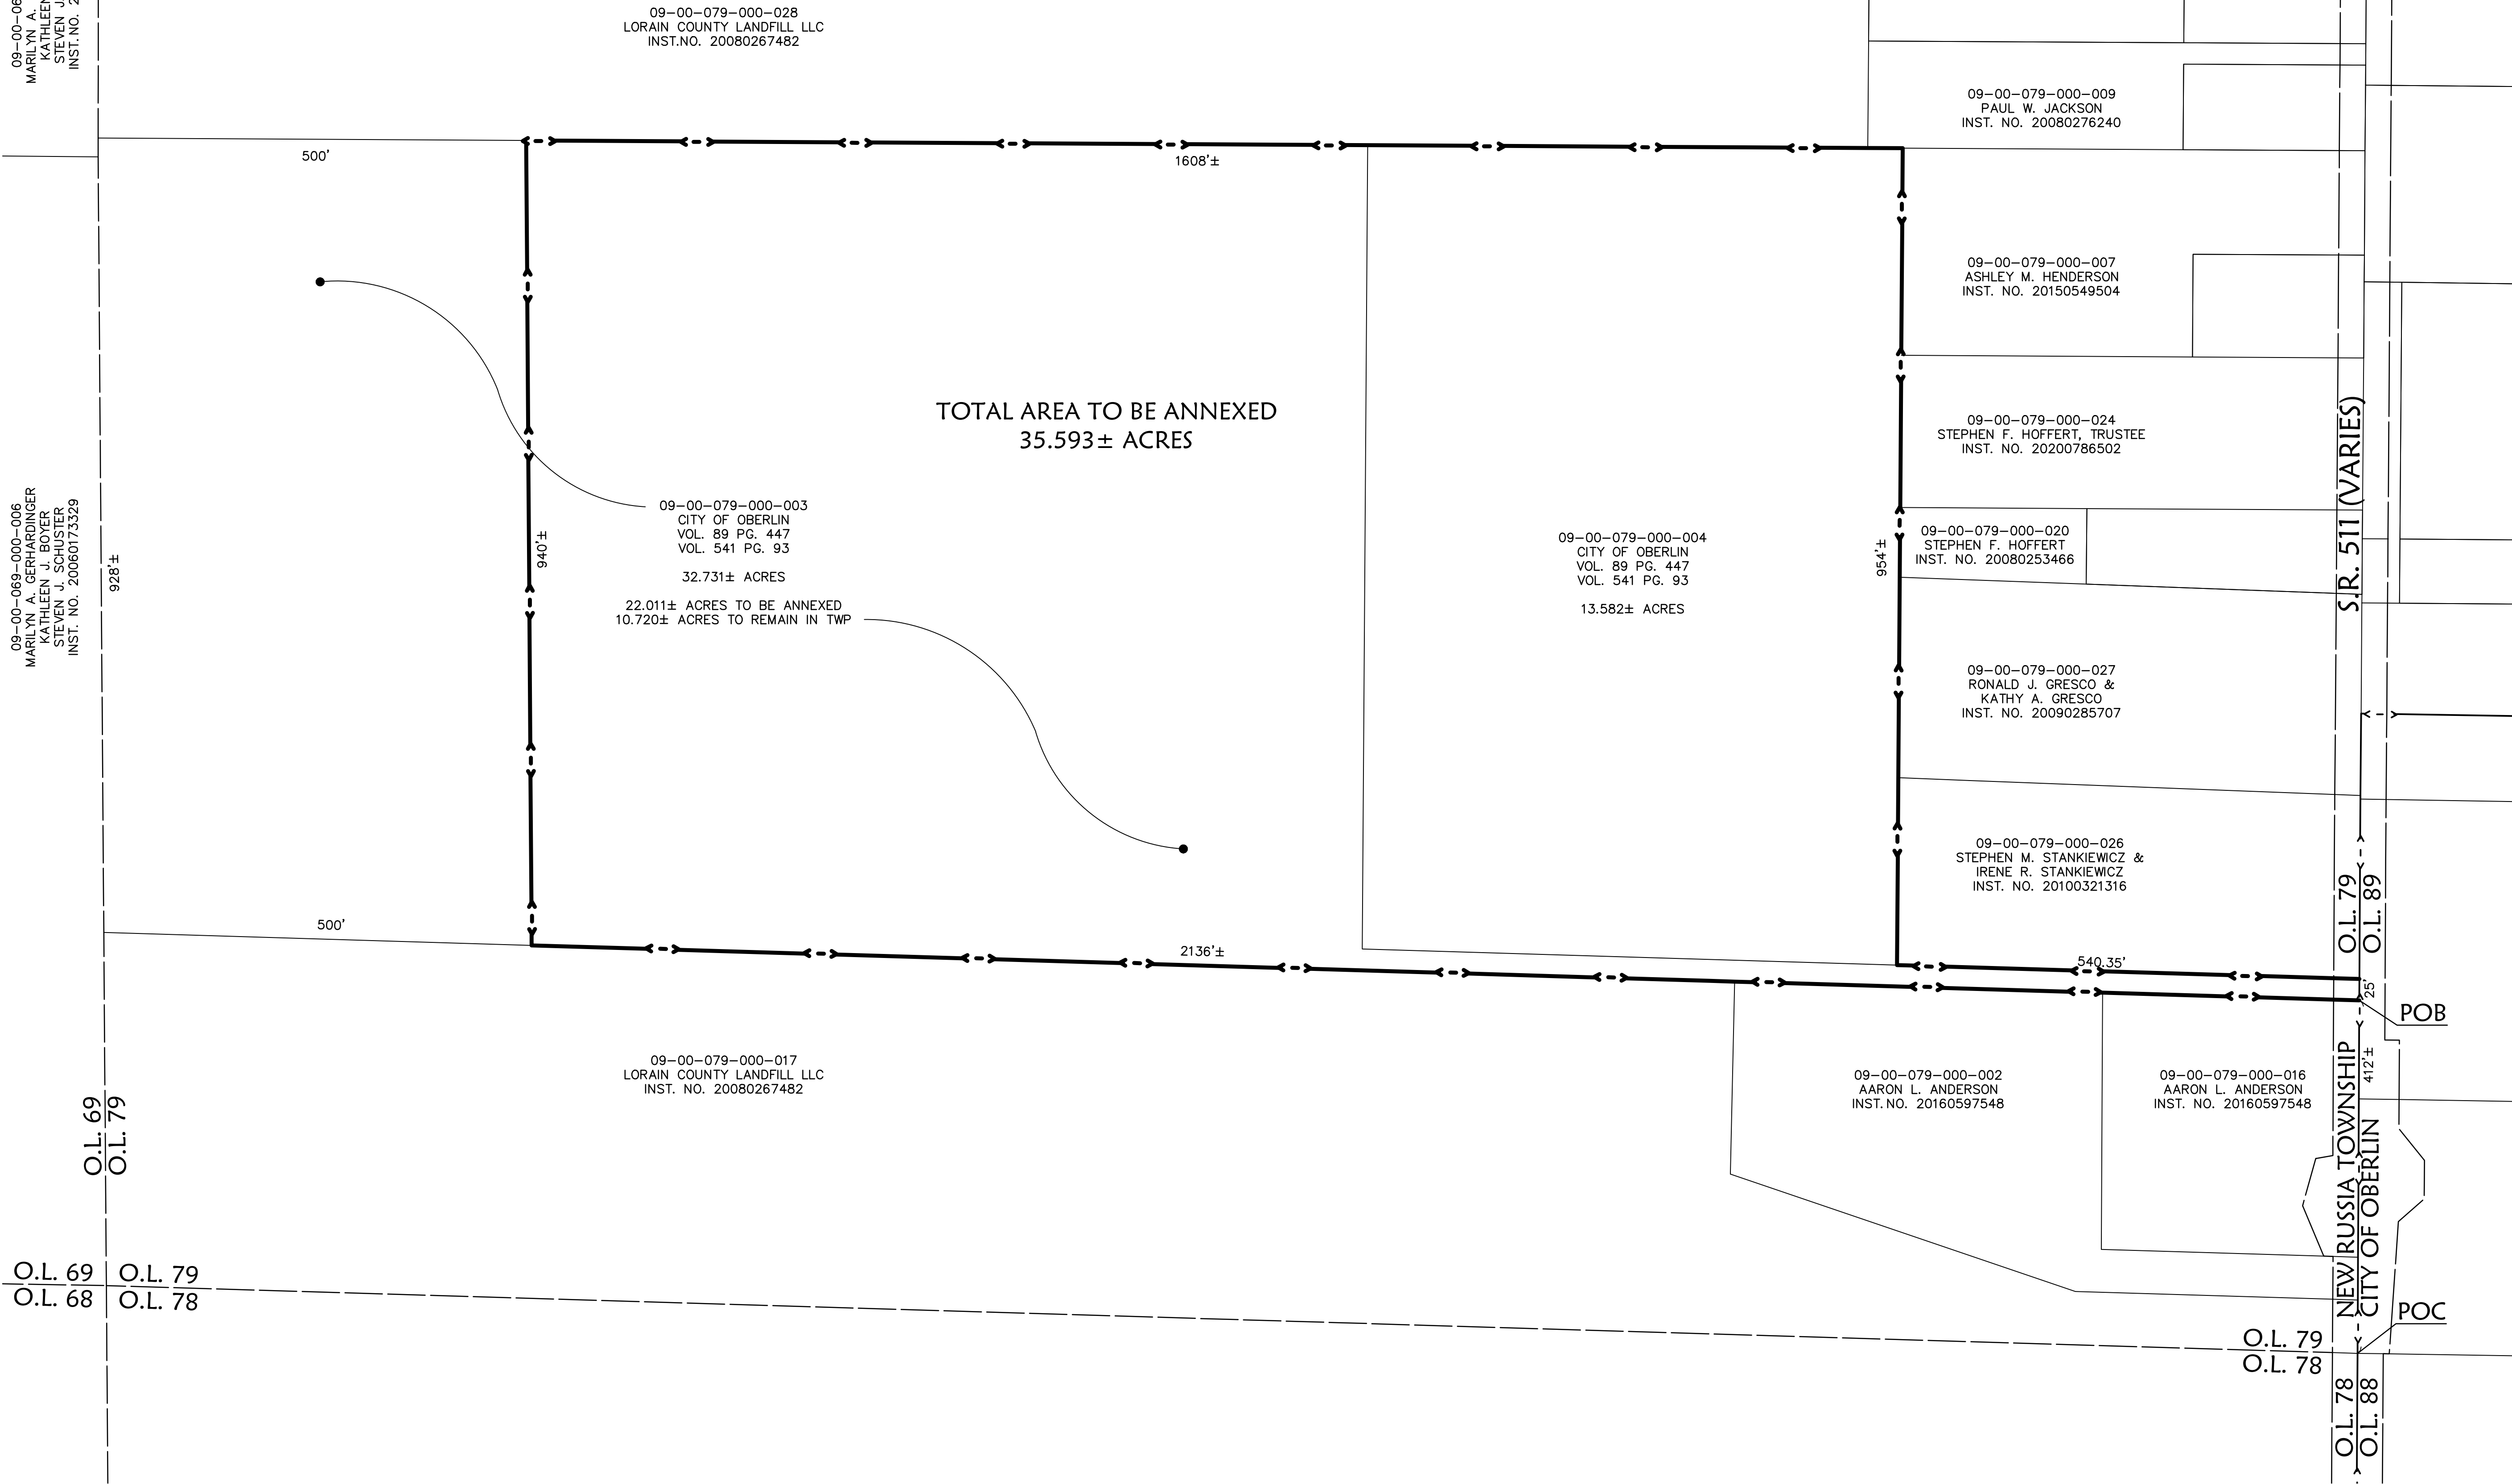 09-00-06
MARILYN A.
KATHLEEN
STEVEN J.
INST. NO. 2
09-00-079-000-028
LORAIN COUNTY LANDFILL LLC
INST.NO. 20080267482
09-00-079-000-009
PAUL W. JACKSON
INST. NO. 20080276240
500'
1608'±
09-00-079-000-007
ASHLEY M. HENDERSON
INST. NO. 20150549504
TOTAL AREA TO BE ANNEXED
35.593± ACRES
09-00-079-000-024
STEPHEN F. HOFFERT, TRUSTEE
INST. NO. 20200786502
S.R. 511 (VARIES)
09-00-069-000-006
MARILYN A. GERHARDINGER
KATHLEEN J. BOYER
STEVEN J. SCHUSTER
INST. NO. 20060173329
928'±
940'±
09-00-079-000-003
CITY OF OBERLIN
VOL. 89 PG. 447
VOL. 541 PG. 93
32.731± ACRES
22.011± ACRES TO BE ANNEXED
10.720± ACRES TO REMAIN IN TWP
09-00-079-000-004
CITY OF OBERLIN
VOL. 89 PG. 447
VOL. 541 PG. 93
13.582± ACRES
954'±
09-00-079-000-020
STEPHEN F. HOFFERT
INST. NO. 20080253466
09-00-079-000-027
RONALD J. GRESCO &
KATHY A. GRESCO
INST. NO. 20090285707
09-00-079-000-026
STEPHEN M. STANKIEWICZ &
IRENE R. STANKIEWICZ
INST. NO. 20100321316
O.L. 79
O.L. 89
500'
2136'±
540.35'
25'
POB
09-00-079-000-017
LORAIN COUNTY LANDFILL LLC
INST. NO. 20080267482
09-00-079-000-002
AARON L. ANDERSON
INST. NO. 20160597548
09-00-079-000-016
AARON L. ANDERSON
INST. NO. 20160597548
412'±
NEW RUSSIA TOWNSHIP
CITY OF OBERLIN
O.L. 69
O.L. 79
O.L. 69
O.L. 79
O.L. 68
O.L. 78
POC
O.L. 79
O.L. 78
O.L. 78
O.L. 88